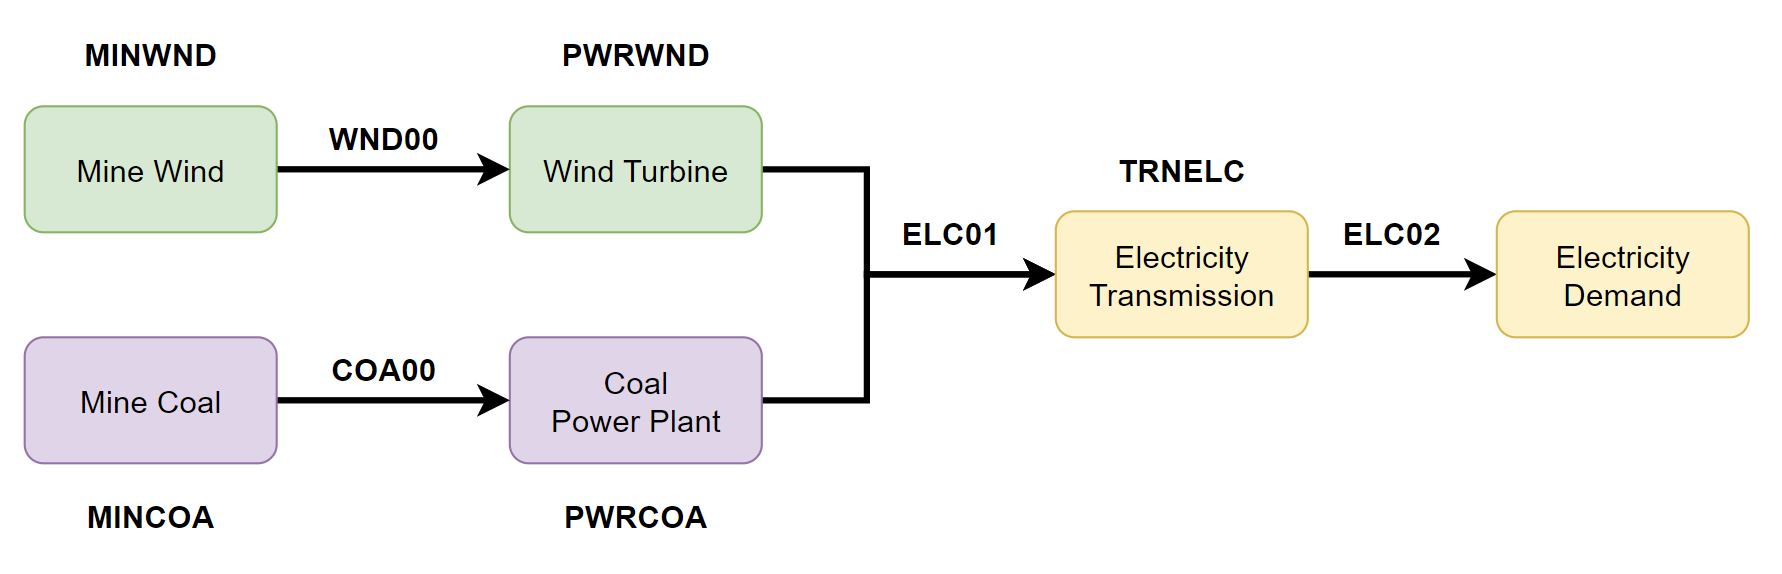 MINWND
PWRWND
Mine Wind
WND00
Wind Turbine
TRNELC
ELC01
Electricity
Transmission
ELC02
Electricity
Demand
Mine Coal
COA00
Coal
Power Plant
MINCOA
PWRCOA